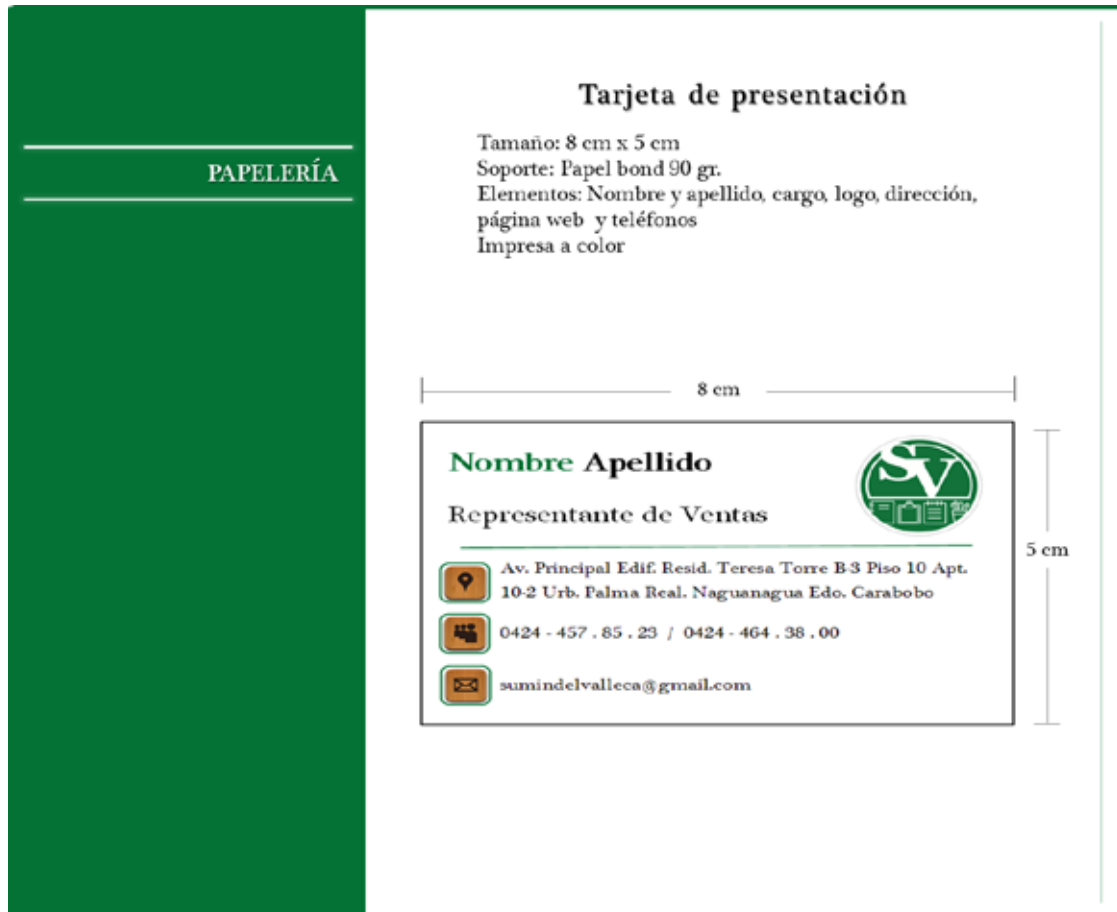 PAPELERÍA
Tarjeta de presentación
Tamaño: 8 cm x 5 cm
Soporte: Papel bond 90 gr.
Elementos: Nombre y apellido, cargo, logo, dirección,
página web y teléfonos
Impresa a color
8 cm
Nombre Apellido
SV
Representante de Ventas
5 cm
Av. Principal Edif. Resid. Teresa Torre B-3 Piso 10 Apt.
10-2 Urb. Palma Real. Naguanagua Edo. Carabobo
0424 - 457 . 85 . 23 / 0424 - 464 . 38 . 00
sumindelvalleca@gmail.com